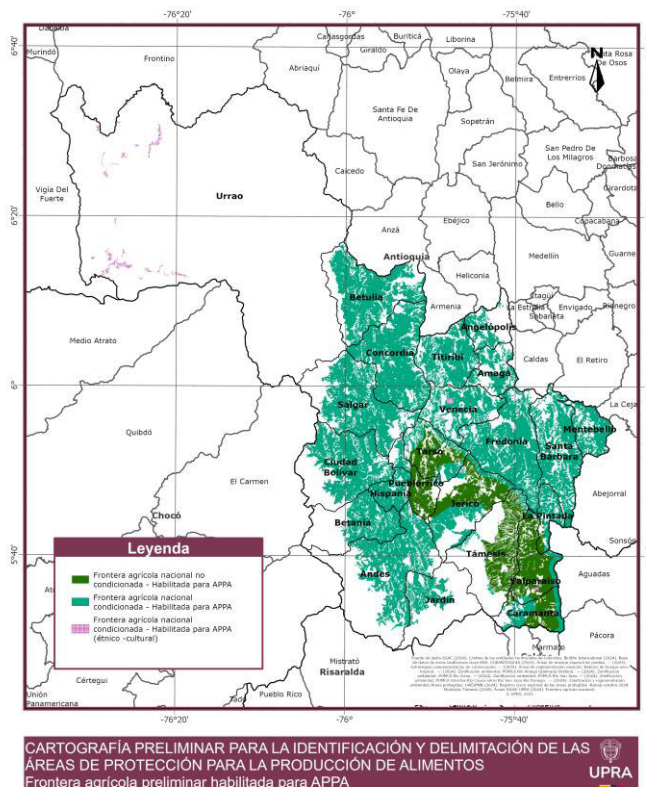 -76°20'
-76°
-75°40'
6°40'
6°20'
6°
5°40'
Dabeiba
Cañasgordas
Buriticá
Liborina
Murindó
Frontino
Giraldo
Abriaquí
Olaya
Belmira
Santa Rosa
De Osos
Entrerríos
N
Santa Fe De
Antioquia
Sopetrán
San Pedro De
Los Milagros
Barbosa
Donmatías
San Jerónimo
Girardota
Caicedo
Vigía Del
Fuerte
Urrao
Bello
Copacabana
Anzá
Ebéjico
Antioquia
Medellín
Guarne
Heliconia
Betulia
Armenia
Itagüí
La Estrella
Envigado
Rionegro
Sabaneta
Angelópolis
Medio Atrato
Concordia
Titiribí
Caldas
El Retiro
Amagá
Salgar
Venecia
La Ceja
Montebello
Fredonia
Santa
Bárbara
Quibdó
Tarso
Ciudad
Bolívar
Pueblorrico
Hispania
El Carmen
Jericó
Abejorral
Chocó
Betania
La Pintada
Sonsón
Támesis
Andes
Valparaíso
Aguadas
Jardín
Caramanta
Leyenda
Frontera agrícola nacional no
condicionada - Habilitada para APPA
Frontera agrícola nacional
condicionada - Habilitada para APPA
Frontera agrícola nacional
condicionada - Habilitada para APPA
(étnico -cultural)
Marmato
Pácora
Mistrató
Risaralda
Cértegui
Pueblo Rico
Unión
Panamericana
Tadó
-76°20'
-76°
-75°40'
CARTOGRAFÍA PRELIMINAR PARA LA IDENTIFICACIÓN Y DELIMITACIÓN DE LAS
ÁREAS DE PROTECCIÓN PARA LA PRODUCCIÓN DE ALIMENTOS
Frontera agrícola preliminar habilitada para APPA
UPRA